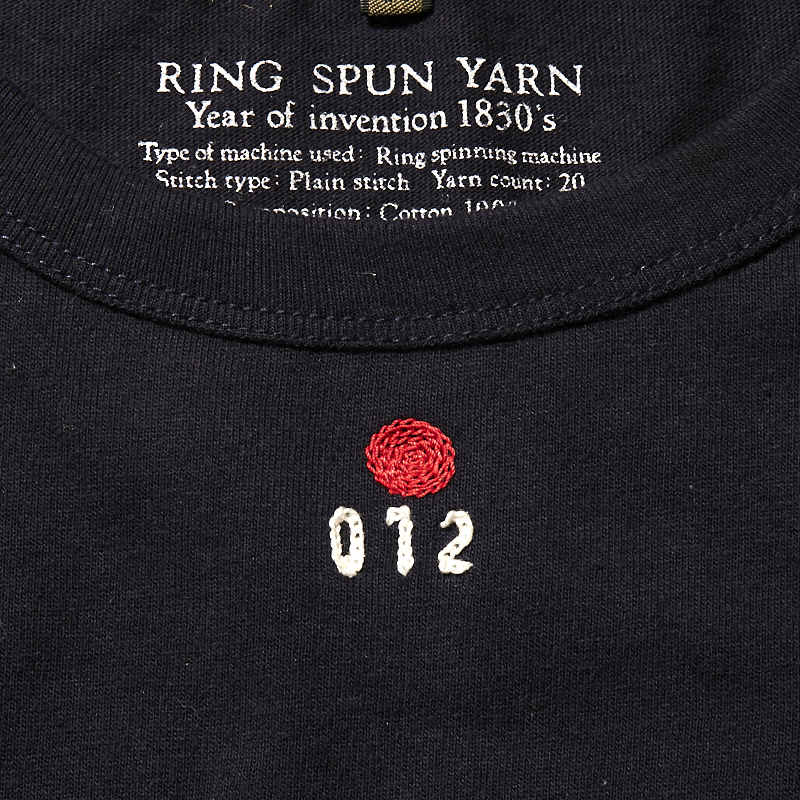 RING SPUN YARN
Year of invention 1830's
Type of machine used: Ring spinning machine
Stitch type: Plain stitch Yarn count: 20
Cotton
012